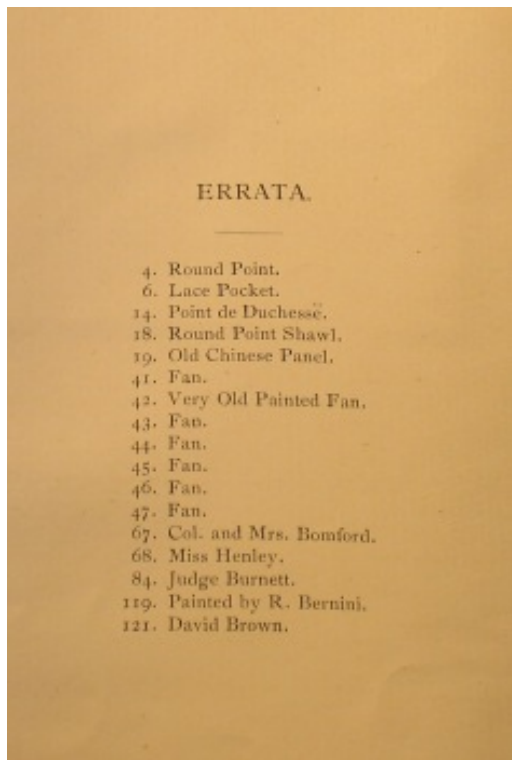 ERRATA.
4. Round Point.
6. Lace Pocket.
14. Point de Duchesse.
18. Round Point Shawl.
19. Old Chinese Panel.
41. Fan.
42. Very Old Painted Fan.
43. Fan.
44. Fan.
45. Fan.
46. Fan.
47. Fan.
67. Col. and Mrs. Bomford.
68. Miss Henley.
84. Judge Burnett.
119. Painted by R. Bernini.
121. David Brown.